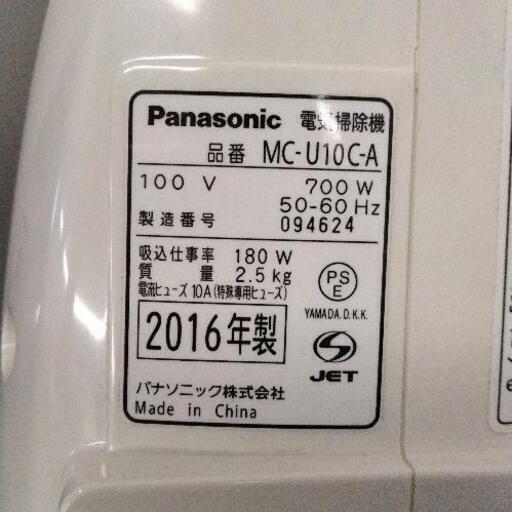 Panasonic 電気掃除機
品番 MC-U10C-A
100 V 700 W
50-60 Hz
製造番号 094624
吸込仕事率 180 W
質量 2.5 kg
電流ヒューズ 10A (特殊専用ヒューズ)
PSE
YAMADA.D.K.K.
2016年製
JET
パナソニック株式会社
Made in China